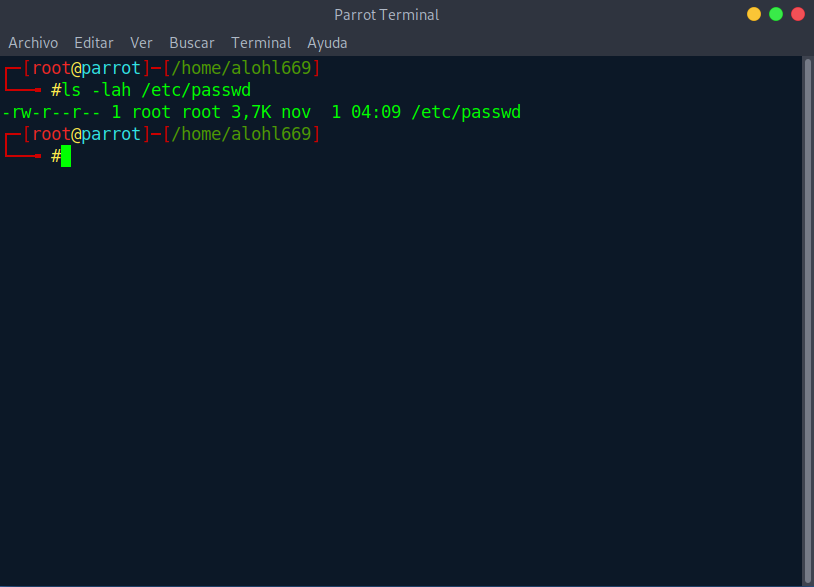 Parrot Terminal
Archivo Editar Ver Buscar Terminal Ayuda
┌─[root@parrot]─[/home/alohl669]
└──╼ #ls -lah /etc/passwd
-rw-r--r-- 1 root root 3,7K nov  1 04:09 /etc/passwd
┌─[root@parrot]─[/home/alohl669]
└──╼ #